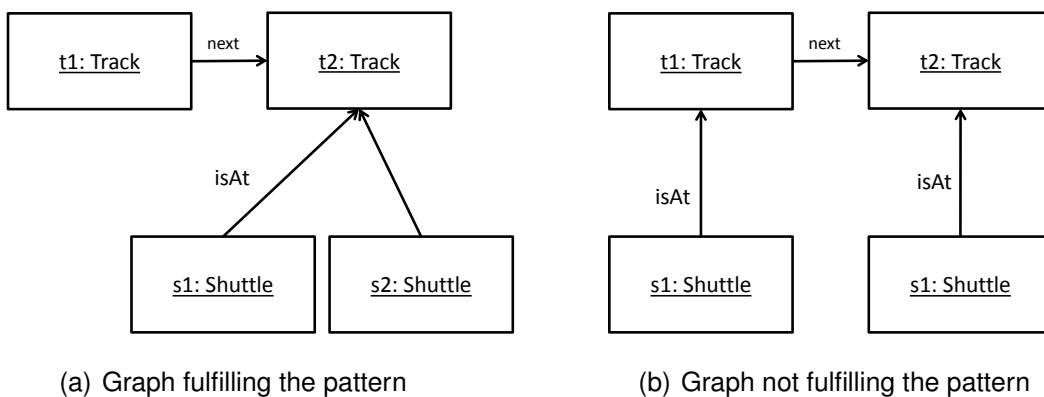 t1: Track
next
t2: Track
isAt
s1: Shuttle
s2: Shuttle
(a) Graph fulfilling the pattern
t1: Track
next
t2: Track
isAt
isAt
s1: Shuttle
s1: Shuttle
(b) Graph not fulfilling the pattern